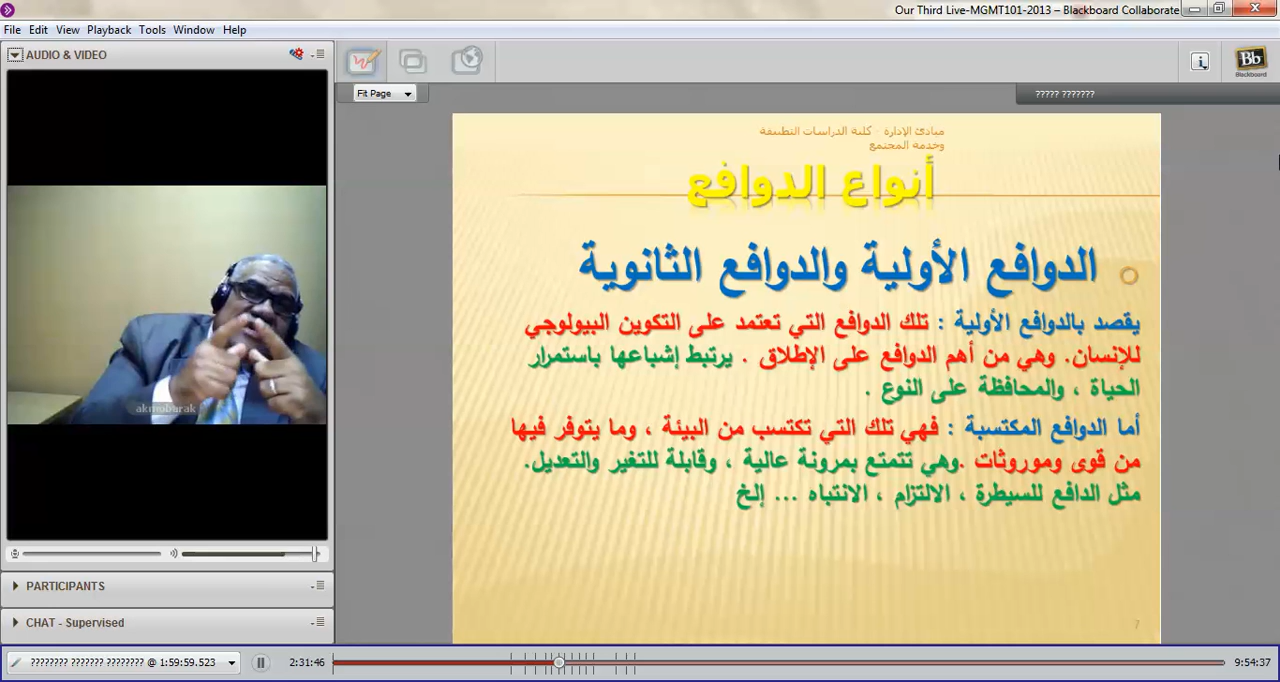 Our Third Live-MGMT101-2013 – Blackboard Collaborate
File Edit View Playback Tools Window Help
AUDIO & VIDEO
Fit Page
i
Bb
Blackboard
????? ???????
مبادئ الإدارة - كلية الدراسات التطبيقة
وخدمة المجتمع
أنواع الدوافع
الدوافع الأولية والدوافع الثانوية
يقصد بالدوافع الأولية : تلك الدوافع التي تعتمد على التكوين البيولوجي
للإنسان. وهي من أهم الدوافع على الإطلاق . يرتبط إشباعها باستمرار
الحياة ، والمحافظة على النوع .
أما الدوافع المكتسبة : فهي تلك التي تكتسب من البيئة ، وما يتوفر فيها
من قوى وموروثات .وهي تتمتع بمرونة عالية ، وقابلة للتغير والتعديل.
مثل الدافع للسيطرة ، الالتزام ، الانتباه ... إلخ
7
akmobarak
PARTICIPANTS
CHAT - Supervised
???????? ??????? ???????? @ 1:59:59.523
2:31:46
9:54:37